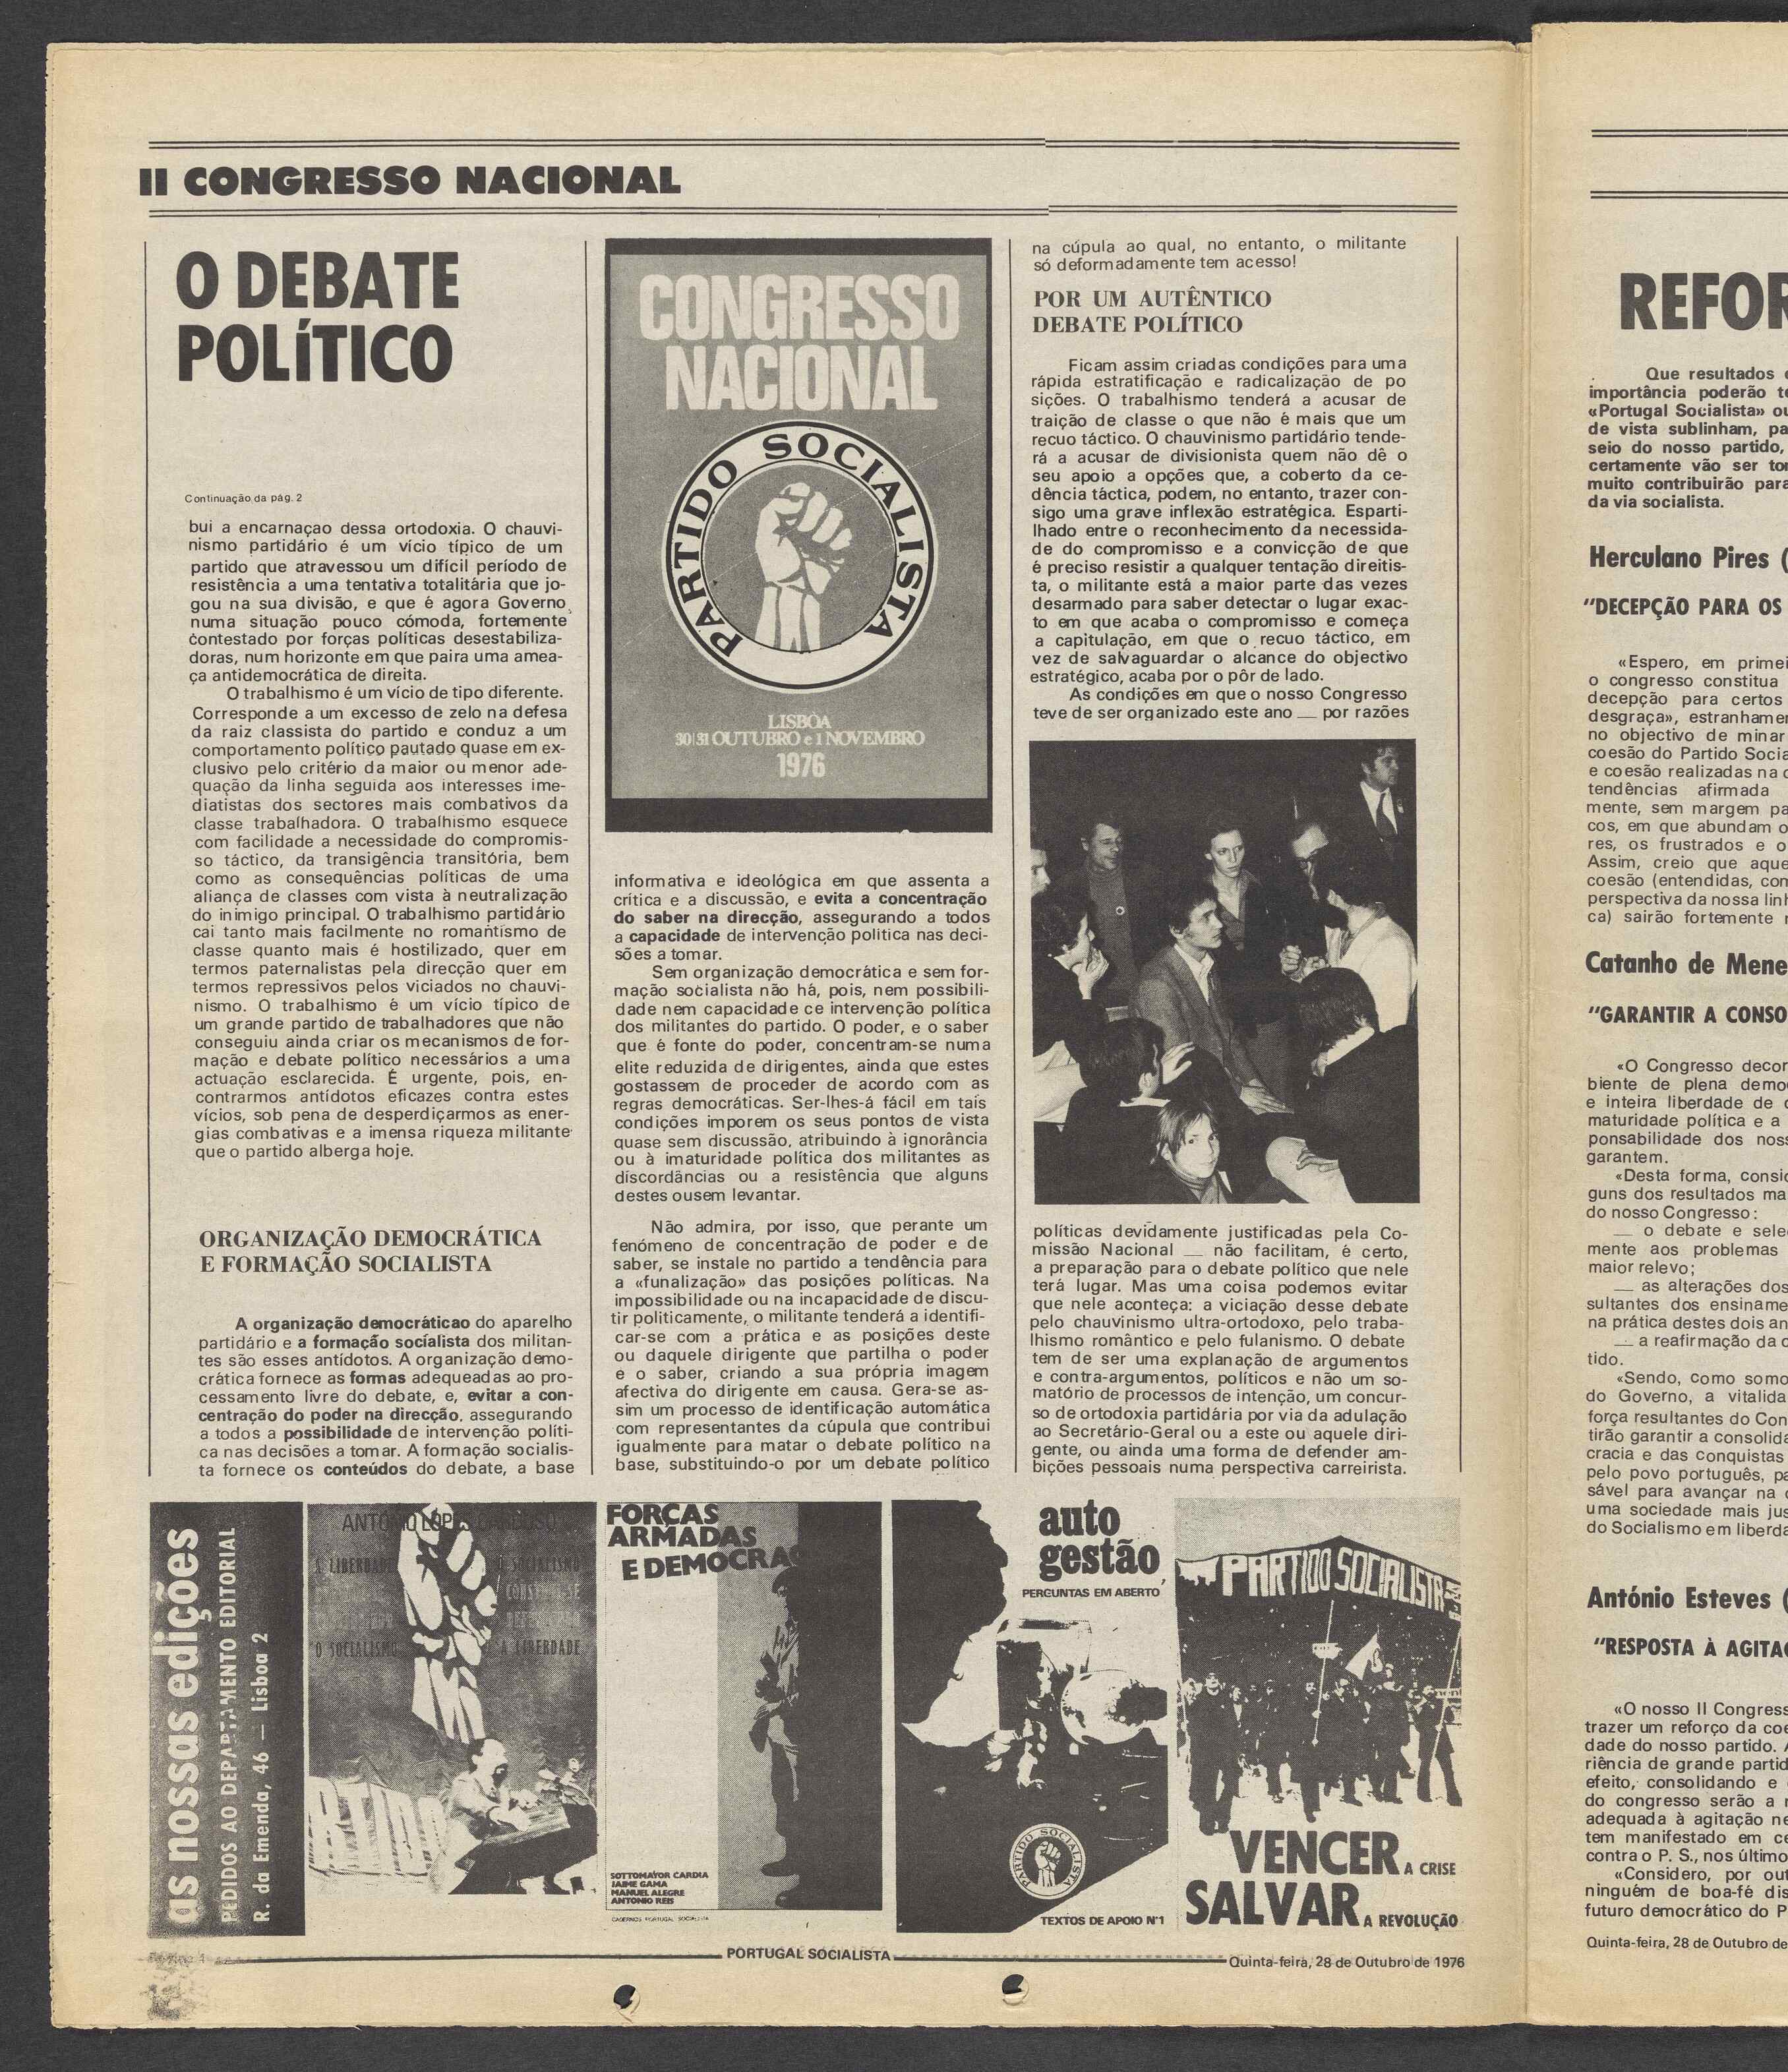 II CONGRESSO NACIONAL
O DEBATE
POLÍTICO
Continuação da pág. 2
bui a encarnaçao dessa ortodoxia. O chauvi-
nismo partidário é um vício típico de um
partido que atravessou um difícil período de
resistência a uma tentativa totalitária que jo-
gou na sua divisão, e que é agora Governo
numa situação pouco cómoda, fortemente
contestado por forças políticas desestabiliza-
doras, num horizonte em que paira uma amea-
ça antidemocrática de direita.
O trabalhismo é um vício de tipo diferente.
Corresponde a um excesso de zelo na defesa
da raiz classista do partido e conduz a um
comportamento político pautado quase em ex-
clusivo pelo critério da maior ou menor ade-
quação da linha seguida aos interesses ime-
diatistas dos sectores mais combativos da
classe trabalhadora. O trabalhismo esquece
com facilidade a necessidade do compromis-
so táctico, da transigência transitória, bem
como as consequências políticas de uma
aliança de classes com vista à neutralização
do inimigo principal. O trabalhismo partidário
cai tanto mais facilmente no romantismo de
classe quanto mais é hostilizado, quer em
termos paternalistas pela direcção quer em
termos repressivos pelos viciados no chauvi-
nismo. O trabalhismo é um vício típico de
um grande partido de trabalhadores que não
conseguiu ainda criar os mecanismos de for-
mação e debate político necessários a uma
actuação esclarecida. É urgente, pois, en-
contrarmos antídotos eficazes contra estes
vícios, sob pena de desperdiçarmos as ener-
gias combativas e a imensa riqueza militante
que o partido alberga hoje.
ORGANIZAÇÃO DEMOCRÁTICA
E FORMAÇÃO SOCIALISTA
A organização democráticao do aparelho
partidário e a formação socialista dos militan-
tes são esses antídotos. A organização demo-
crática fornece as formas adequeadas ao pro-
cessamento livre do debate, e, evitar a con-
centração do poder na direcção, assegurando
a todos a possibilidade de intervenção políti-
ca nas decisões a tomar. A formação socialis-
ta fornece os conteúdos do debate, a base
CONGRESSO
NACIONAL
PARTIDO SOCIALISTA
LISBOA
30|31 OUTUBRO e 1 NOVEMBRO
1976
informativa e ideológica em que assenta a
crítica e a discussão, e evita a concentração
do saber na direcção, assegurando a todos
a capacidade de intervenção politica nas deci-
sões a tomar.
Sem organização democrática e sem for-
mação socialista não há, pois, nem possibili-
dade nem capacidade ce intervenção política
dos militantes do partido. O poder, e o saber
que é fonte do poder, concentram-se numa
elite reduzida de dirigentes, ainda que estes
gostassem de proceder de acordo com as
regras democráticas. Ser-lhes-á fácil em tais
condições imporem os seus pontos de vista
quase sem discussão, atribuindo à ignorância
ou à imaturidade política dos militantes as
discordâncias ou a resistência que alguns
destes ousem levantar.
Não admira, por isso, que perante um
fenómeno de concentração de poder e de
saber, se instale no partido a tendência para
a «funalização» das posições políticas. Na
impossibilidade ou na incapacidade de discu-
tir politicamente, o militante tenderá a identifi-
car-se com a prática e as posições deste
ou daquele dirigente que partilha o poder
e o saber, criando a sua própria imagem
afectiva do dirigente em causa. Gera-se as-
sim um processo de identificação automática
com representantes da cúpula que contribui
igualmente para matar o debate político na
base, substituindo-o por um debate político
na cúpula ao qual, no entanto, o militante
só deformadamente tem acesso!
POR UM AUTÊNTICO
DEBATE POLÍTICO
Ficam assim criadas condições para uma
rápida estratificação e radicalização de po
sições. O trabalhismo tenderá a acusar de
traição de classe o que não é mais que um
recuo táctico. O chauvinismo partidário tende-
rá a acusar de divisionista quem não dê o
seu apoio a opções que, a coberto da ce-
dência táctica, podem, no entanto, trazer con-
sigo uma grave inflexão estratégica. Esparti-
lhado entre o reconhecimento da necessida-
de do compromisso e a convicção de que
é preciso resistir a qualquer tentação direitis-
ta, o militante está a maior parte das vezes
desarmado para saber detectar o lugar exac-
to em que acaba o compromisso e começa
a capitulação, em que o recuo táctico, em
vez de salvaguardar o alcance do objectivo
estratégico, acaba por o pôr de lado.
As condições em que o nosso Congresso
teve de ser organizado este ano — por razões
políticas devidamente justificadas pela Co-
missão Nacional — não facilitam, é certo,
a preparação para o debate político que nele
terá lugar. Mas uma coisa podemos evitar
que nele aconteça: a viciação desse debate
pelo chauvinismo ultra-ortodoxo, pelo traba-
lhismo romântico e pelo fulanismo. O debate
tem de ser uma explanação de argumentos
e contra-argumentos, políticos e não um so-
matório de processos de intenção, um concur-
so de ortodoxia partidária por via da adulação
ao Secretário-Geral ou a este ou aquele diri-
gente, ou ainda uma forma de defender am-
bições pessoais numa perspectiva carreirista.
as nossas edições
PEDIDOS AO DEPARTAMENTO EDITORIAL
R. da Emenda, 46 — Lisboa 2
ANTÓNIO LOPES CARDOSO
A LIBERDADE
O SOCIALISMO
O SOCIALISMO
CONSTROI-SE
A LIBERDADE
FORÇAS
ARMADAS
E DEMOCRAC
SOTTOMAYOR CARDIA
JAIME GAMA
MANUEL ALEGRE
ANTONIO REIS
CADERNOS PORTUGAL SOCIALISTA
auto
gestão
PERGUNTAS EM ABERTO
PARTIDO SOCIALISTA
TEXTOS DE APOIO Nº1
PARTIDO SOCIALISTA
VENCER A CRISE
SALVAR A REVOLUÇÃO
PORTUGAL SOCIALISTA
Quinta-feira, 28 de Outubro de 1976
REFOR
Que resultados
importância poderão te
«Portugal Socialista» ou
de vista sublinham, pa
seio do nosso partido,
certamente vão ser to
muito contribuirão para
da via socialista.
Herculano Pires (
"DECEPÇÃO PARA OS
«Espero, em primei
o congresso constitua
decepção para certos
desgraça», estranhamen
no objectivo de minar
coesão do Partido Socia
e coesão realizadas na
tendências afirmada
mente, sem margem pa
cos, em que abundam o
res, os frustrados e o
Assim, creio que aque
coesão (entendidas, con
perspectiva da nossa linh
ca) sairão fortemente
Catanho de Mene
"GARANTIR A CONSO
«O Congresso decor
biente de plena demo
e inteira liberdade de
maturidade política e a
ponsabilidade dos noss
garantem.
«Desta forma, consid
guns dos resultados ma
do nosso Congresso:
— o debate e sele
mente aos problemas
maior relevo;
— as alterações dos
sultantes dos ensiname
na prática destes dois an
— a reafirmação da
tido.
«Sendo, como somo
do Governo, a vitalida
força resultantes do Con
tirão garantir a consolida
cracia e das conquistas
pelo povo português, pa
sável para avançar na
uma sociedade mais jus
do Socialismo em liberda
António Esteves (
"RESPOSTA À AGITA
«O nosso II Congress
trazer um reforço da coe
dade do nosso partido. A
riência de grande partid
efeito, consolidando e
do congresso serão a
adequada à agitação ne
tem manifestado em ce
contra o P. S., nos último
«Considero, por out
ninguém de boa-fé dis
futuro democrático do P
Quinta-feira, 28 de Outubro de